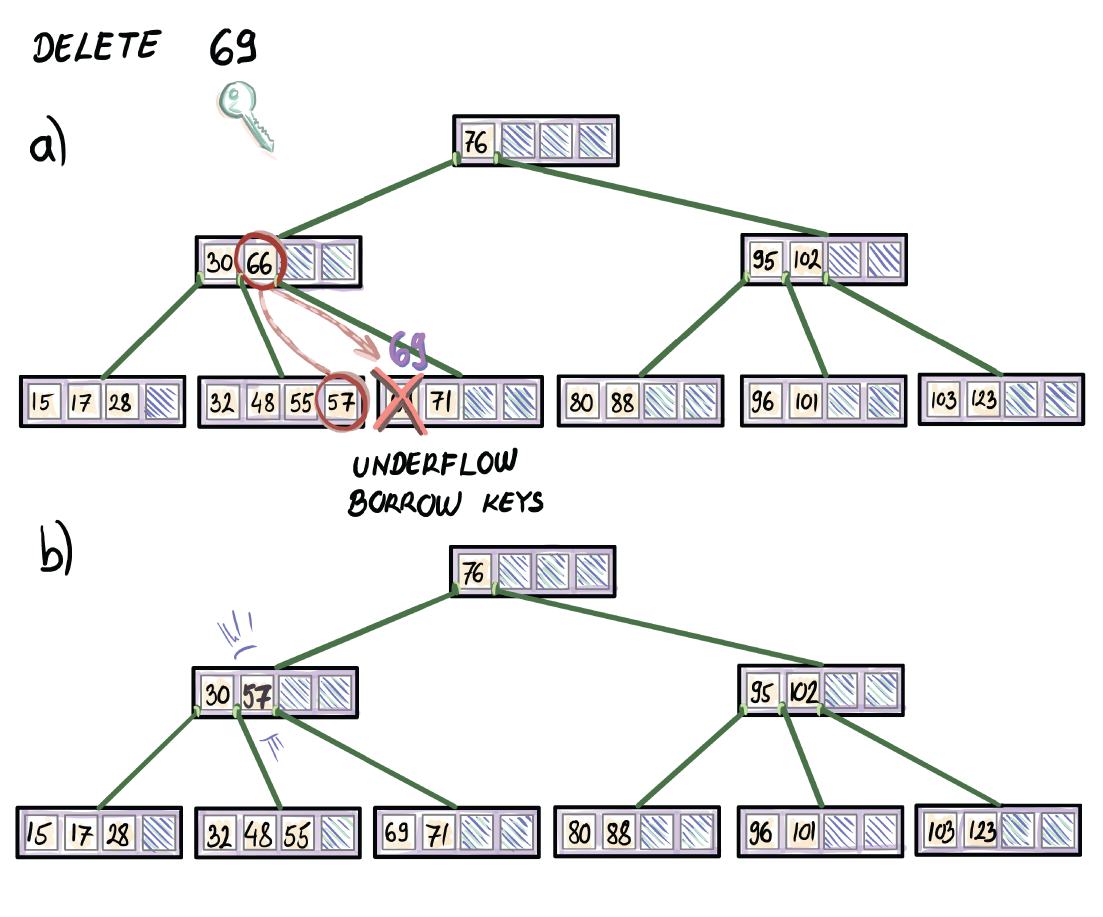 DELETE 69
a)
76
30 66
95 102
69
15 17 28
32 48 55 57
71
80 88
96 101
103 123
UNDERFLOW
BORROW KEYS
b)
76
30 57
95 102
15 17 28
32 48 55
69 71
80 88
96 101
103 123